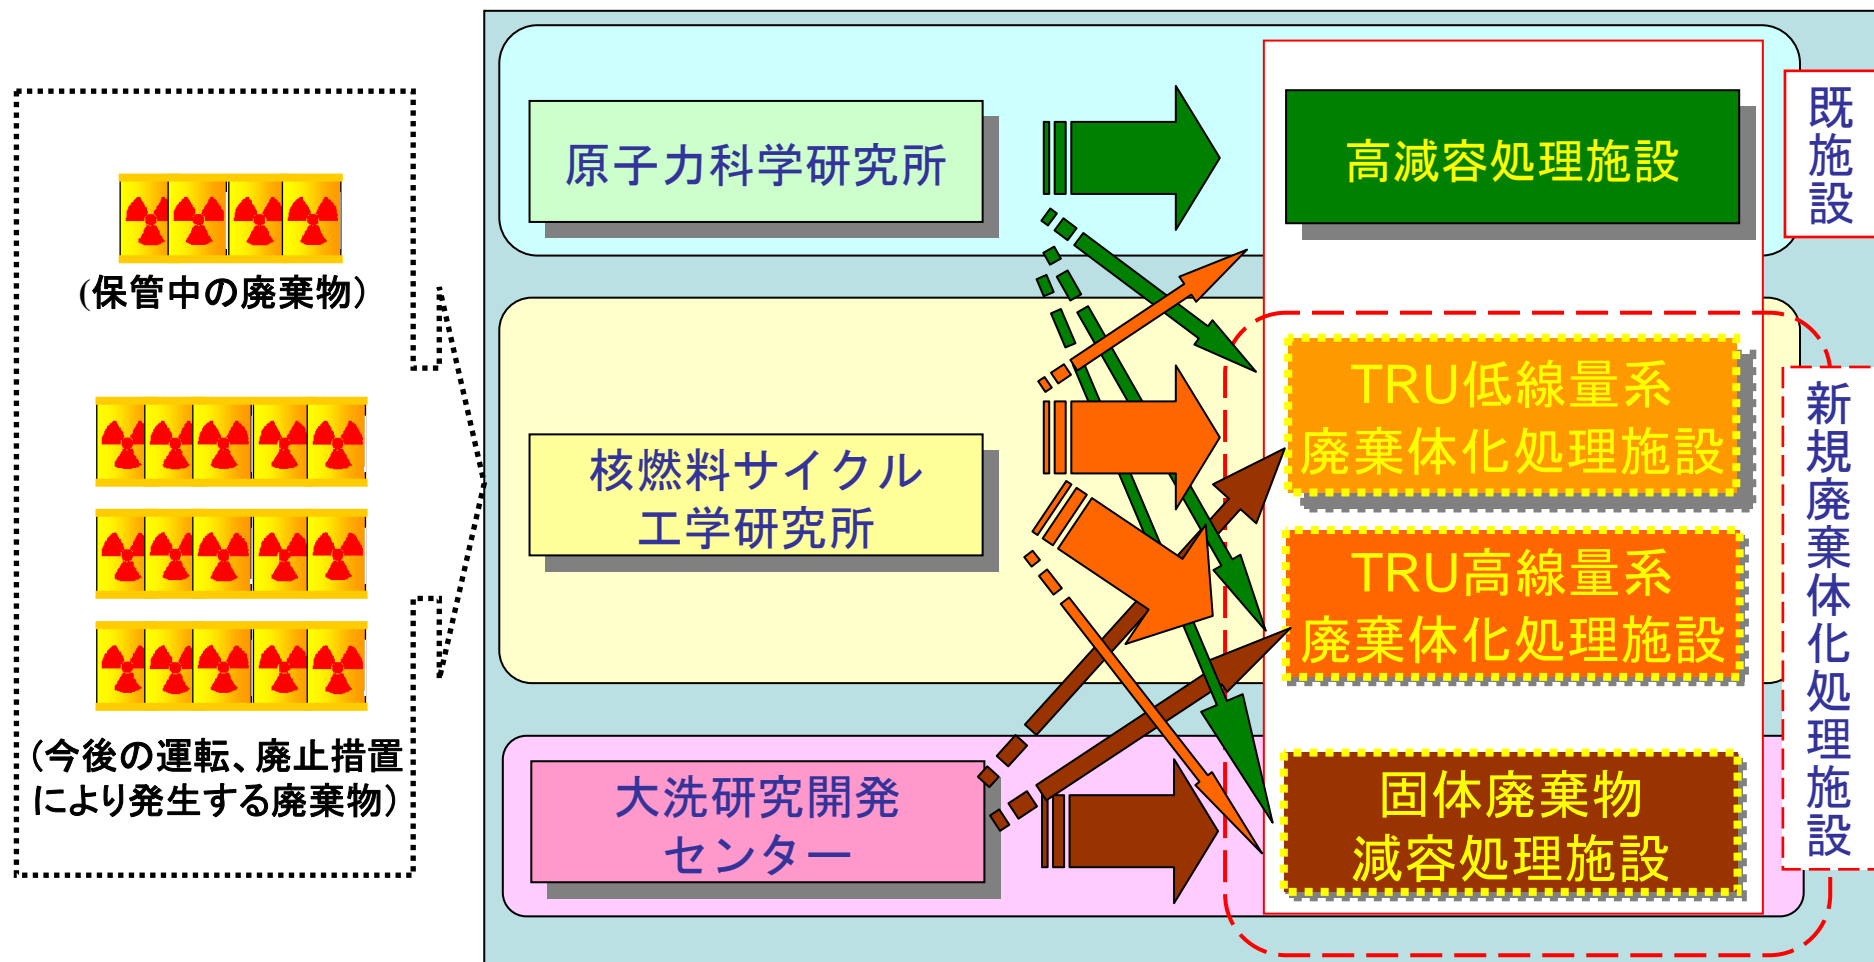 (保管中の廃棄物)
(今後の運転、廃止措置
により発生する廃棄物)
原子力科学研究所
核燃料サイクル
工学研究所
大洗研究開発
センター
高減容処理施設
TRU低線量系
廃棄体化処理施設
TRU高線量系
廃棄体化処理施設
固体廃棄物
減容処理施設
既施設
新規廃棄体化処理施設